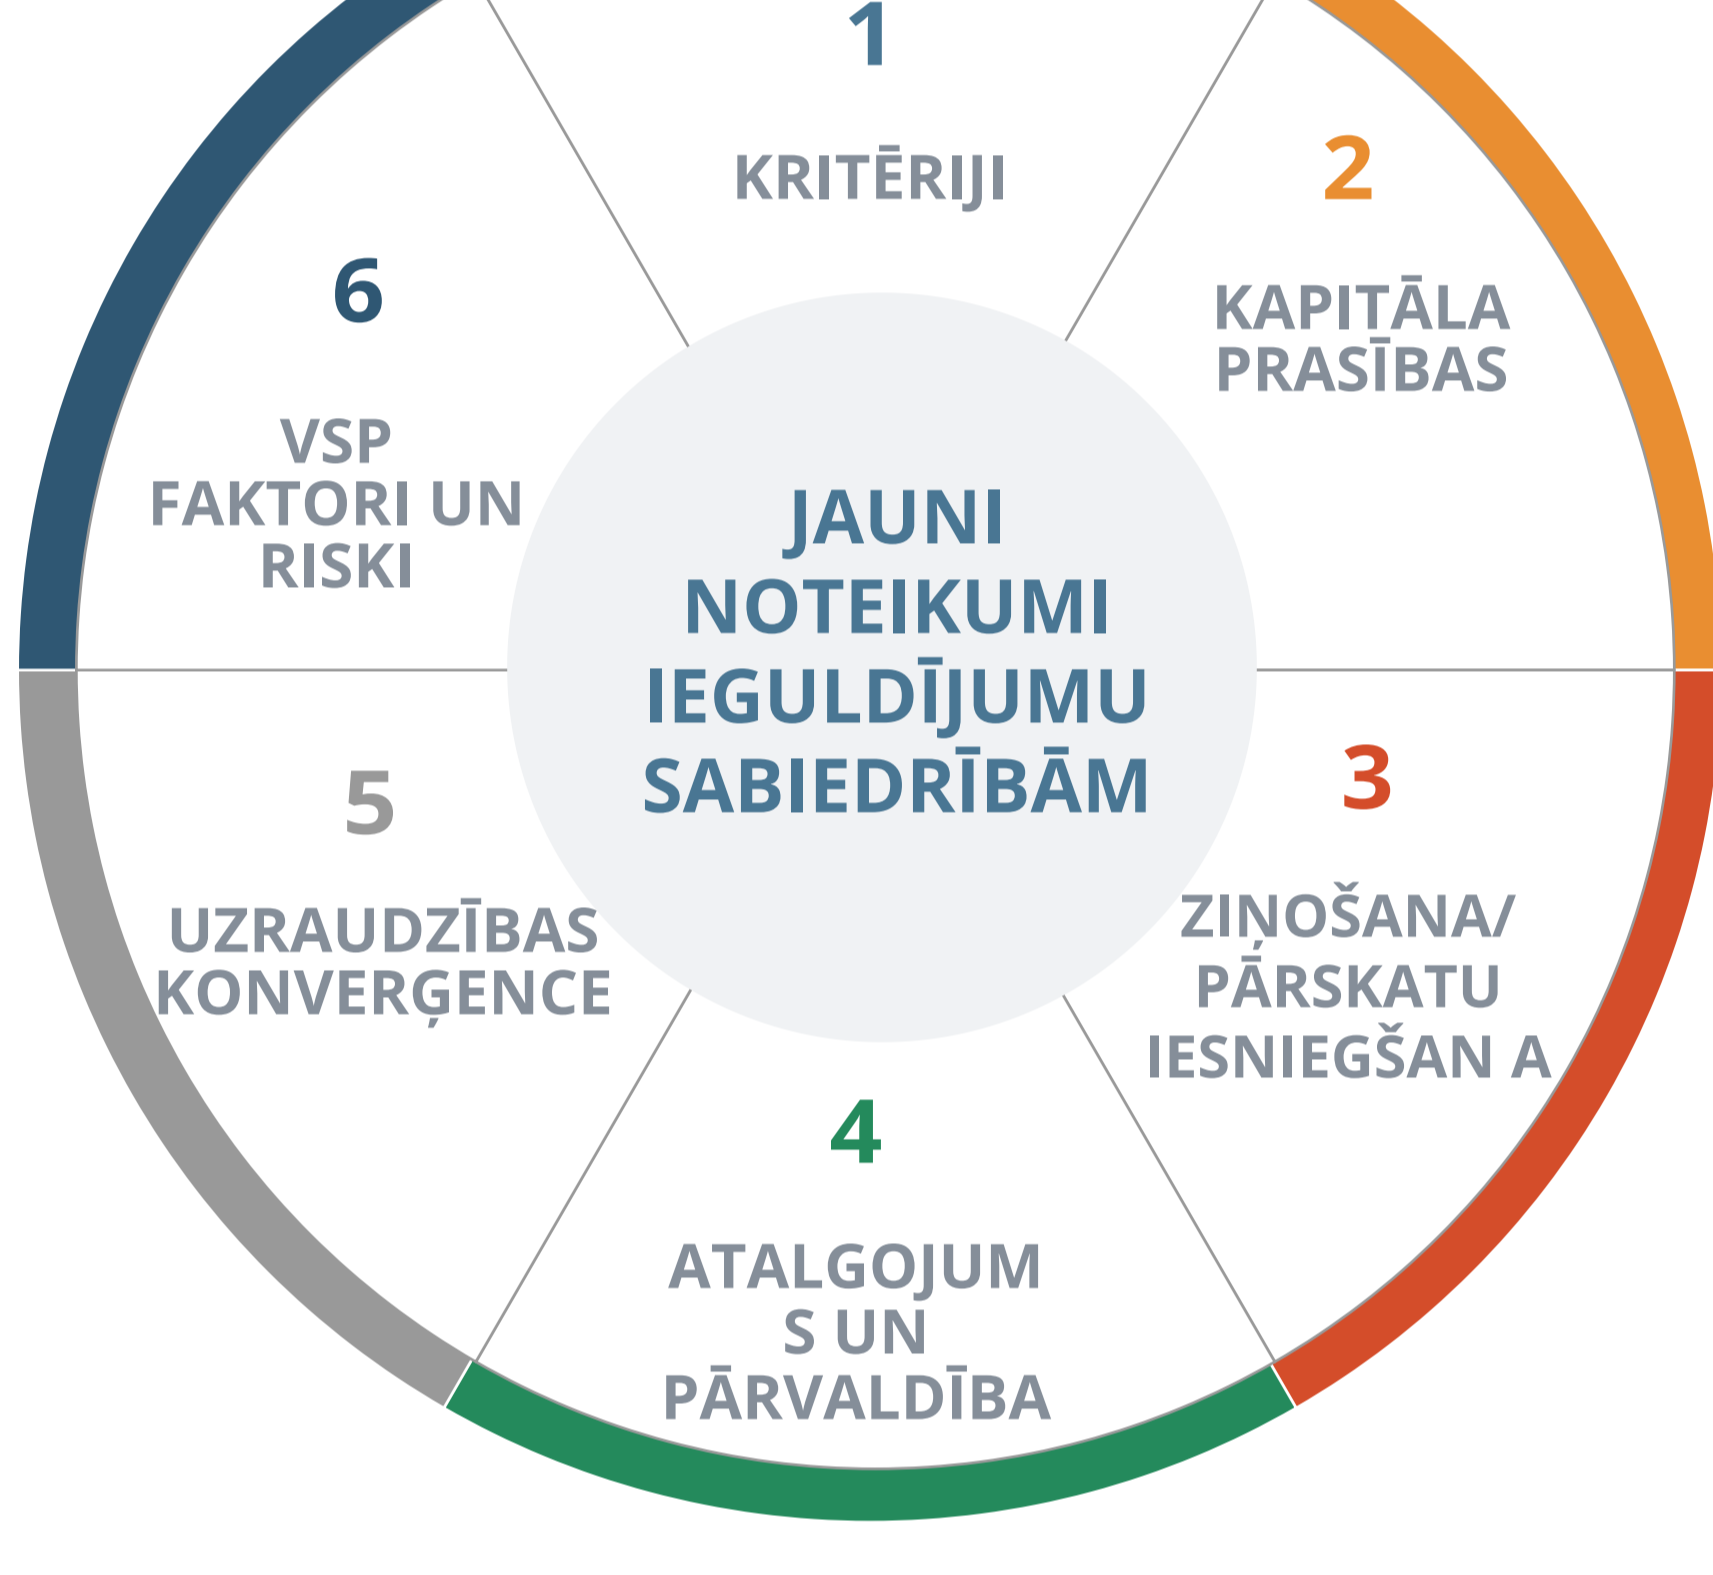 1
KRITĒRIJI
2
KAPITĀLA
PRASĪBAS
3
ZIŅOŠANA/
PĀRSKATU
IESNIEGŠAN A
4
ATALGOJUM
S UN
PĀRVALDĪBA
5
UZRAUDZĪBAS
KONVERĢENCE
6
VSP
FAKTORI UN
RISKI
JAUNI
NOTEIKUMI
IEGULDĪJUMU
SABIEDRĪBĀM